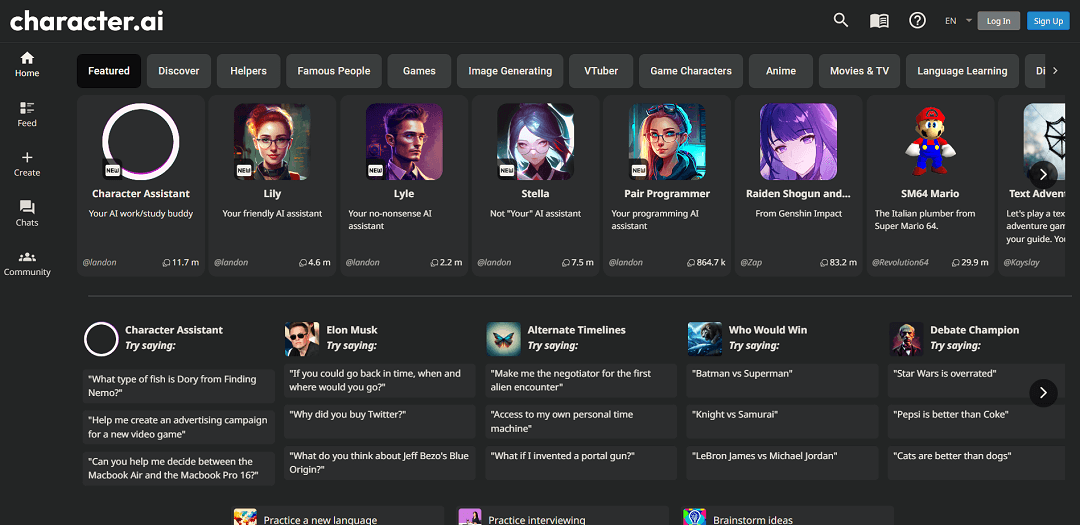 character.ai
EN
Log In
Sign Up
Home
Feed
Create
Chats
Community
Featured
Discover
Helpers
Famous People
Games
Image Generating
VTuber
Game Characters
Anime
Movies & TV
Language Learning
Di
NEW
Character Assistant
Your AI work/study buddy
@landon
11.7 m
NEW
Lily
Your friendly AI assistant
@landon
4.6 m
NEW
Lyle
Your no-nonsense AI
assistant
@landon
2.2 m
NEW
Stella
Not "Your" AI assistant
@landon
7.5 m
NEW
Pair Programmer
Your programming AI
assistant
@landon
864.7 k
Raiden Shogun and...
From Genshin Impact
@Zap
83.2 m
SM64 Mario
The Italian plumber from
Super Mario 64.
@Revolution64
29.9 m
Text Adven
Let's play a tex
adventure gam
your guide. You
@Kayslay
Character Assistant
Try saying:
"What type of fish is Dory from Finding
Nemo?"
"Help me create an advertising campaign
for a new video game"
"Can you help me decide between the
Macbook Air and the Macbook Pro 16?"
Elon Musk
Try saying:
"If you could go back in time, when and
where would you go?"
"Why did you buy Twitter?"
"What do you think about Jeff Bezo's Blue
Origin?"
Alternate Timelines
Try saying:
"Make me the negotiator for the first
alien encounter"
"Access to my own personal time
machine"
"What if I invented a portal gun?"
Who Would Win
Try saying:
"Batman vs Superman"
"Knight vs Samurai"
"LeBron James vs Michael Jordan"
Debate Champion
Try saying:
"Star Wars is overrated"
"Pepsi is better than Coke"
"Cats are better than dogs"
Practice a new language
Practice interviewing
Brainstorm ideas